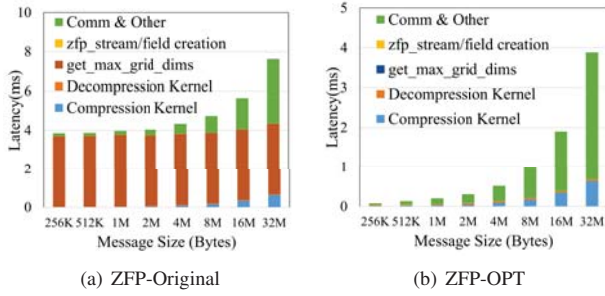 10
8
6
4
2
0
Latency(ms)
Comm & Other
zfp_stream/field creation
get_max_grid_dims
Decompression Kernel
Compression Kernel
256K 512K 1M 2M 4M 8M 16M 32M
Message Size (Bytes)
(a) ZFP-Original
5
4
3
2
1
0
Latency(ms)
Comm & Other
zfp_stream/field creation
get_max_grid_dims
Decompression Kernel
Compression Kernel
256K 512K 1M 2M 4M 8M 16M 32M
Message Size (Bytes)
(b) ZFP-OPT